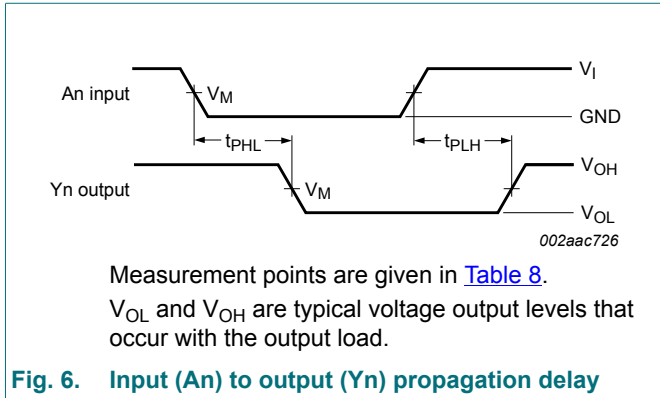 V_I
An input
V_M
GND
t_PHL
t_PLH
V_OH
Yn output
V_M
V_OL
002aac726
Measurement points are given in Table 8.
V_OL and V_OH are typical voltage output levels that
occur with the output load.
Fig. 6. Input (An) to output (Yn) propagation delay